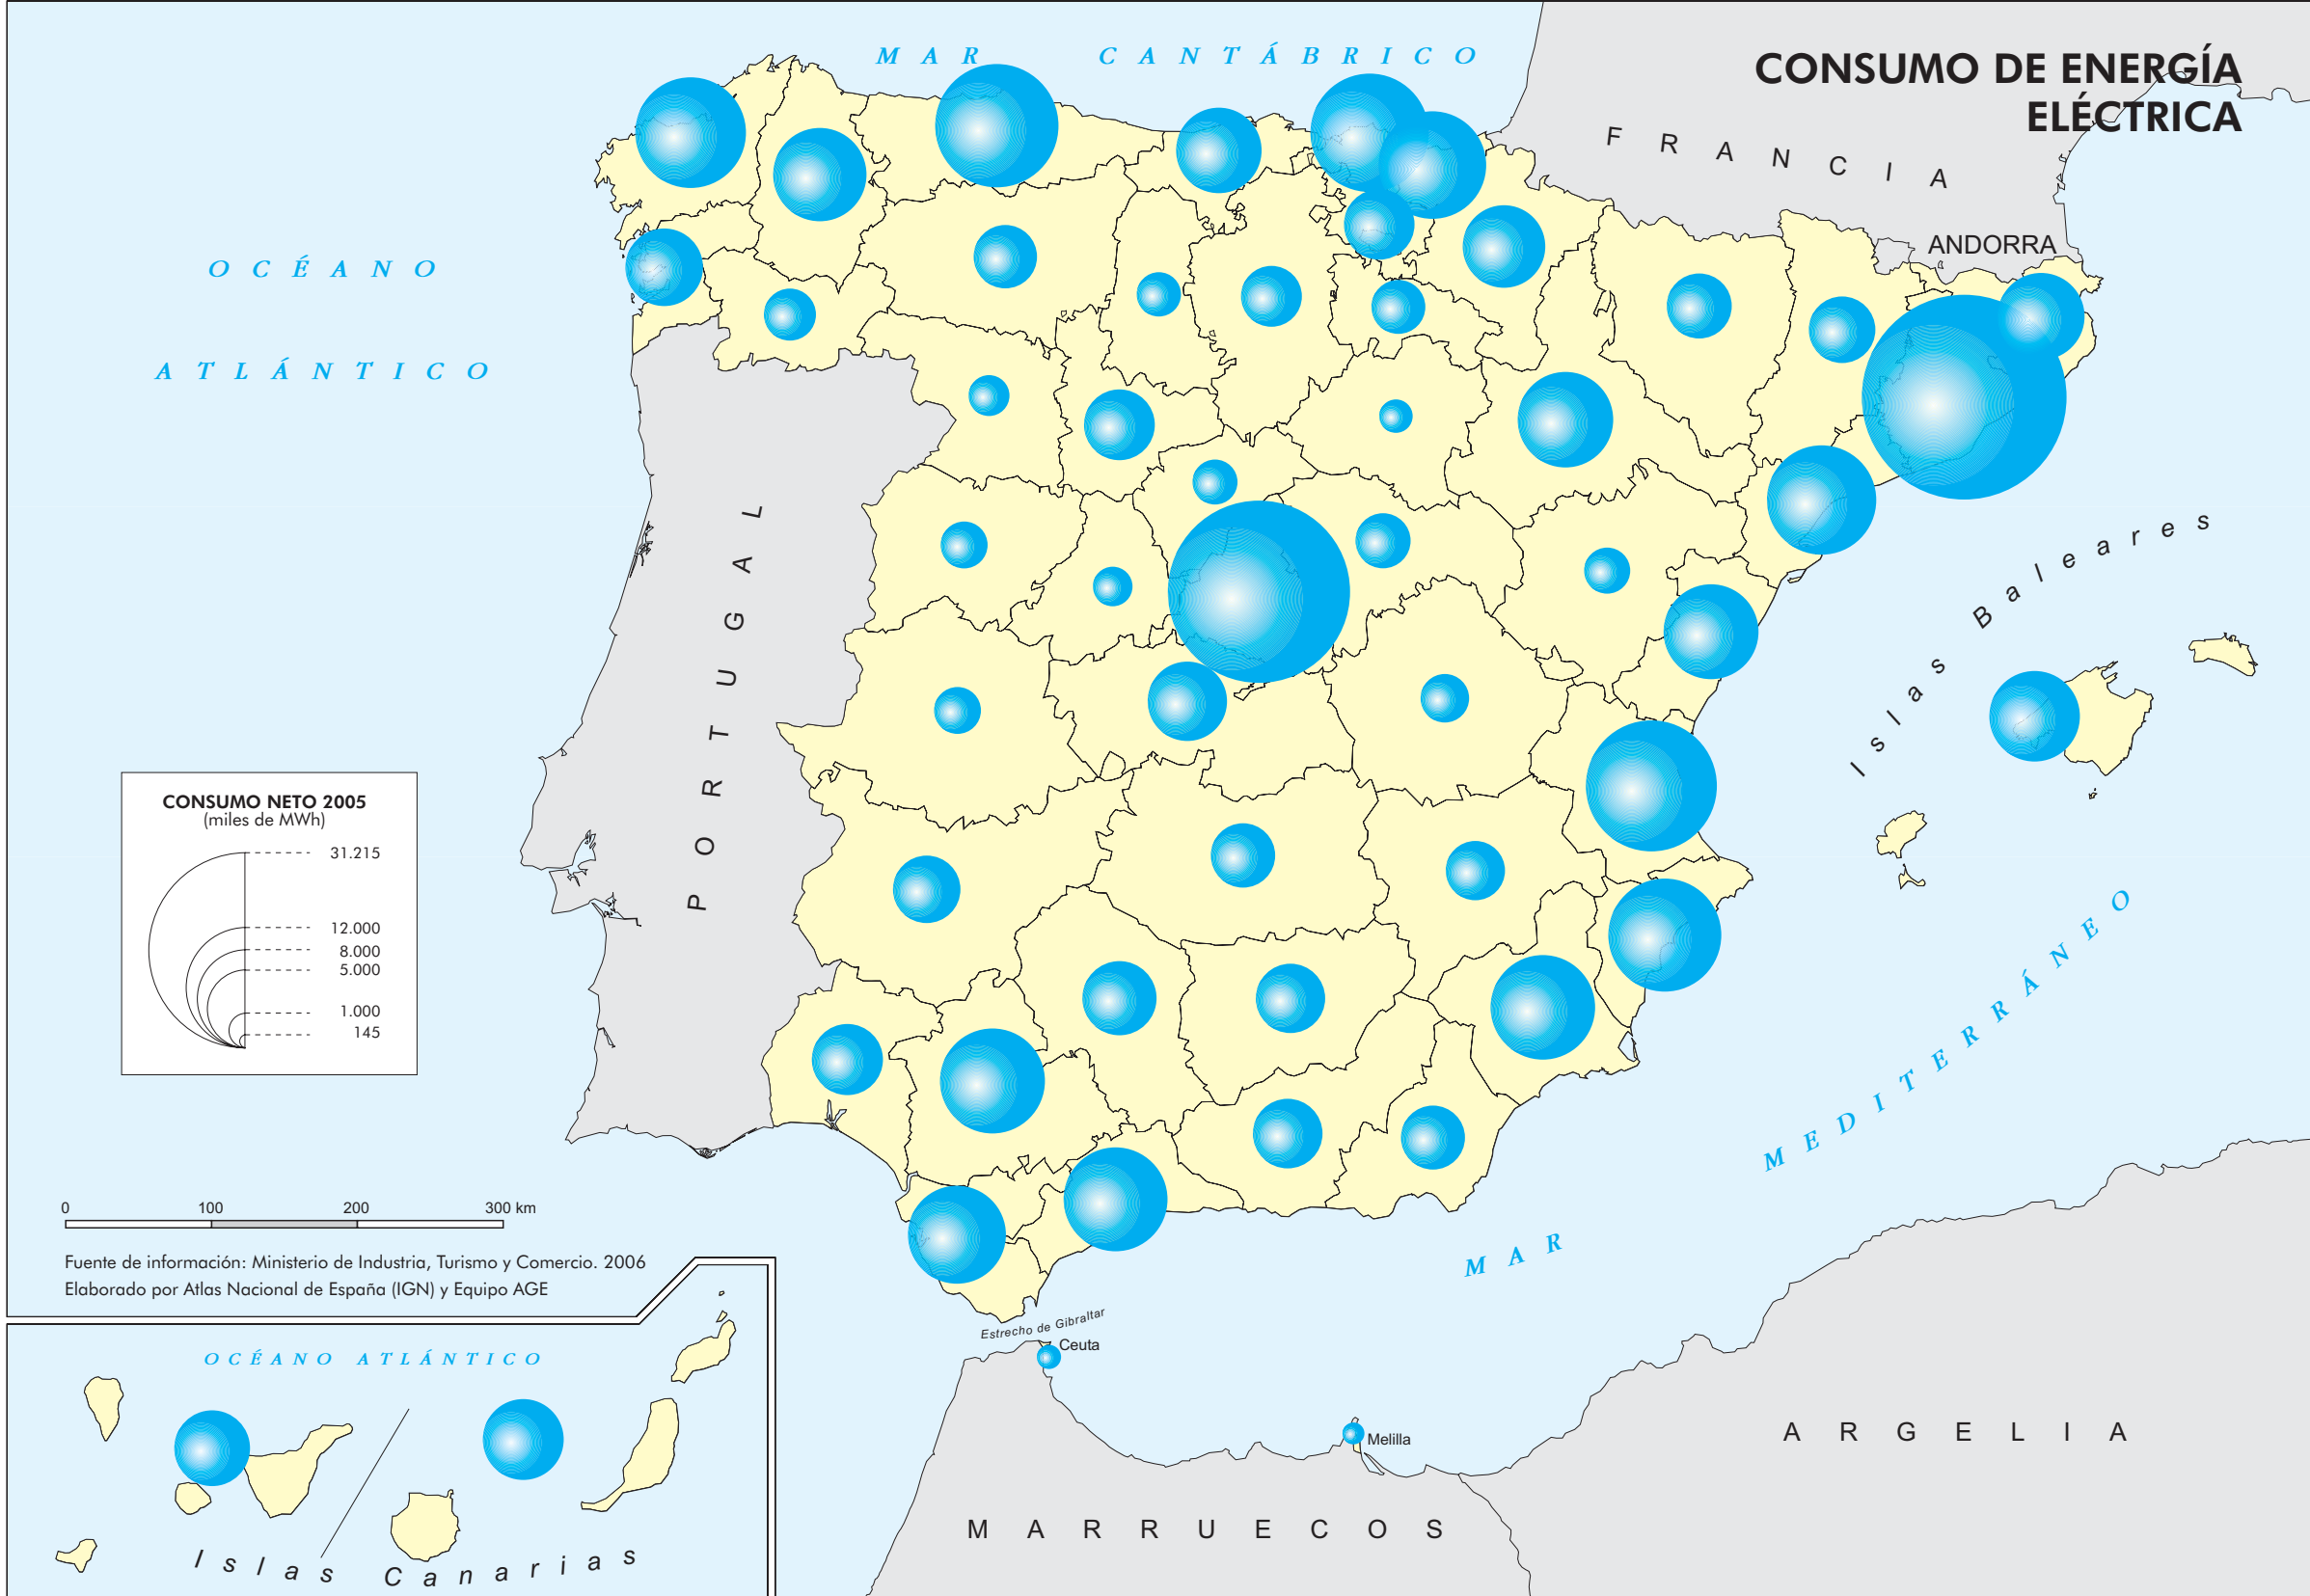 CONSUMO DE ENERGÍA
ELÉCTRICA
MAR CANTÁBRICO
FRANCIA
ANDORRA
OCÉANO
ATLÁNTICO
PORTUGAL
Islas Baleares
CONSUMO NETO 2005
(miles de MWh)
31.215
12.000
8.000
5.000
1.000
145
MAR MEDITERRÁNEO
0 100 200 300 km
Fuente de información: Ministerio de Industria, Turismo y Comercio. 2006
Elaborado por Atlas Nacional de España (IGN) y Equipo AGE
Estrecho de Gibraltar
Ceuta
Melilla
OCÉANO ATLÁNTICO
Islas Canarias
MARRUECOS
ARGELIA